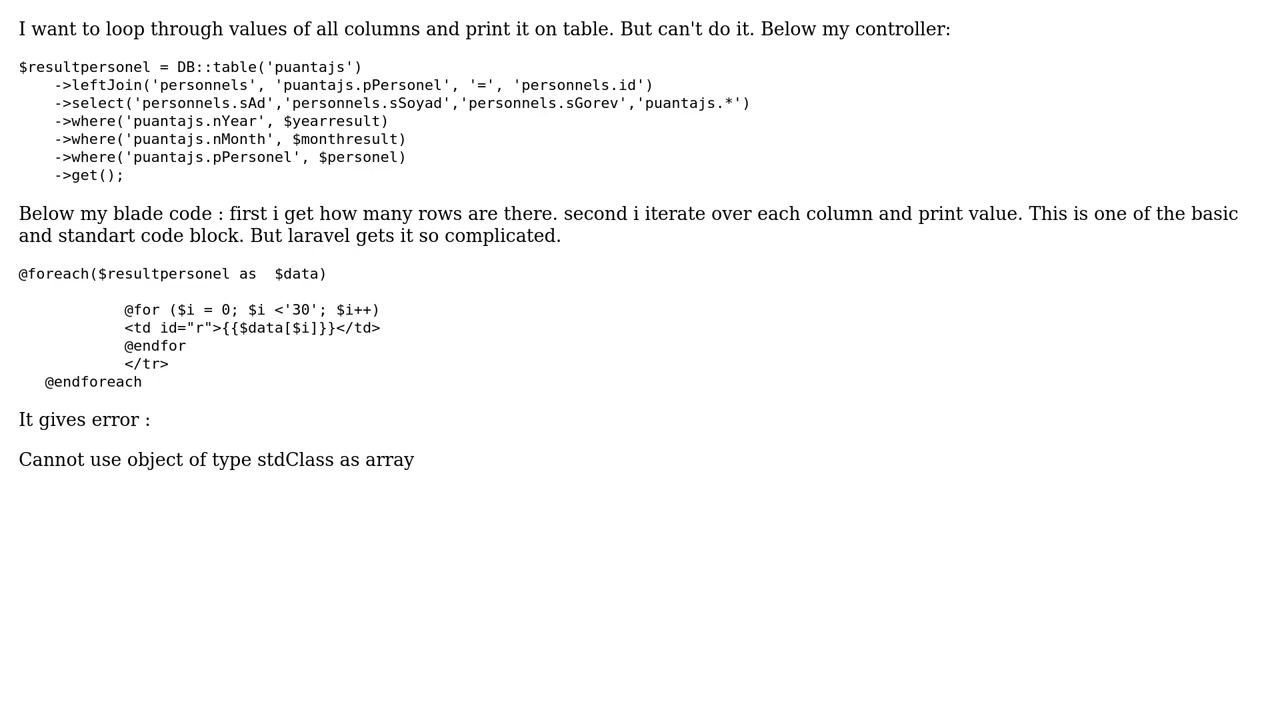 I want to loop through values of all columns and print it on table. But can't do it. Below my controller:
$resultpersonel = DB::table('puantajs')
    ->leftJoin('personnels', 'puantajs.pPersonel', '=', 'personnels.id')
    ->select('personnels.sAd','personnels.sSoyad','personnels.sGorev','puantajs.*')
    ->where('puantajs.nYear', $yearresult)
    ->where('puantajs.nMonth', $monthresult)
    ->where('puantajs.pPersonel', $personel)
    ->get();
Below my blade code : first i get how many rows are there. second i iterate over each column and print value. This is one of the basic
and standart code block. But laravel gets it so complicated.
@foreach($resultpersonel as  $data)
            @for ($i = 0; $i <'30'; $i++)
            <td id="r">{{$data[$i]}}</td>
            @endfor
            </tr>
   @endforeach
It gives error :
Cannot use object of type stdClass as array